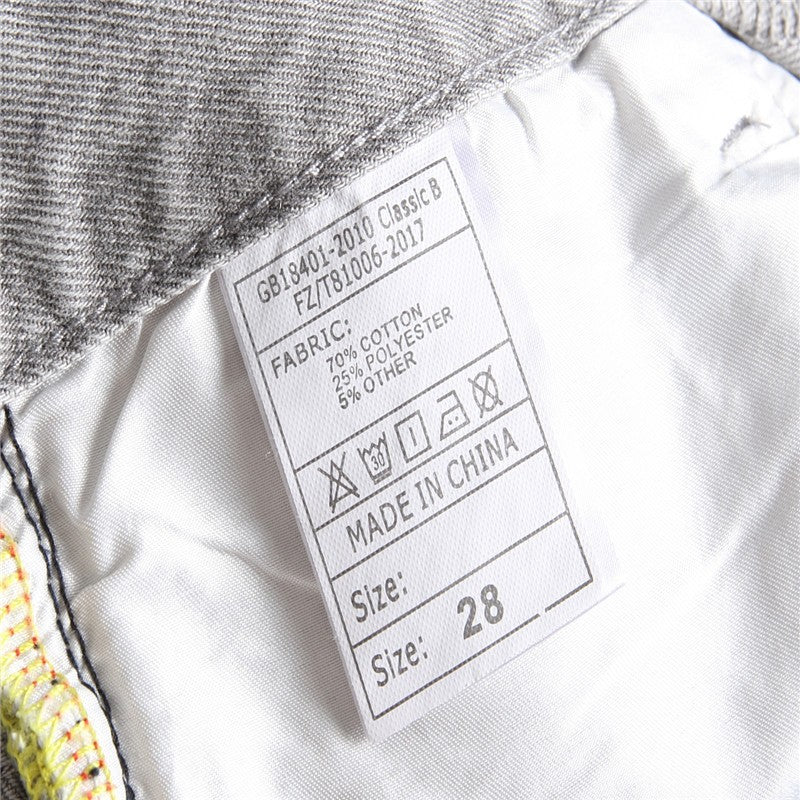 GB18401-2010 Classic B
FZ/T81006-2017
FABRIC:
70% COTTON
25% POLYESTER
5% OTHER
30
MADE IN CHINA
Size:
Size: 28